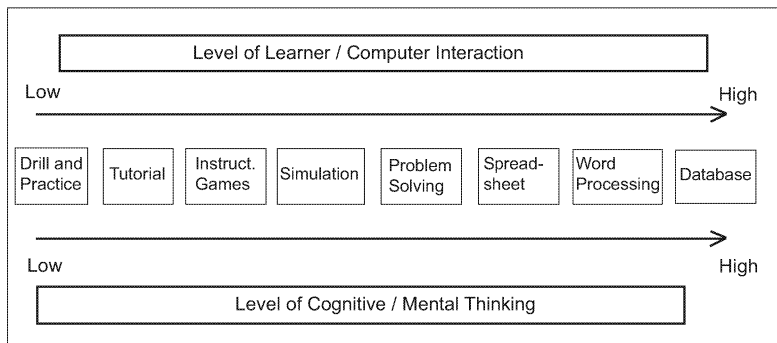 Level of Learner / Computer Interaction
Low
High
Drill and
Practice
Tutorial
Instruct.
Games
Simulation
Problem
Solving
Spread-
sheet
Word
Processing
Database
Low
High
Level of Cognitive / Mental Thinking